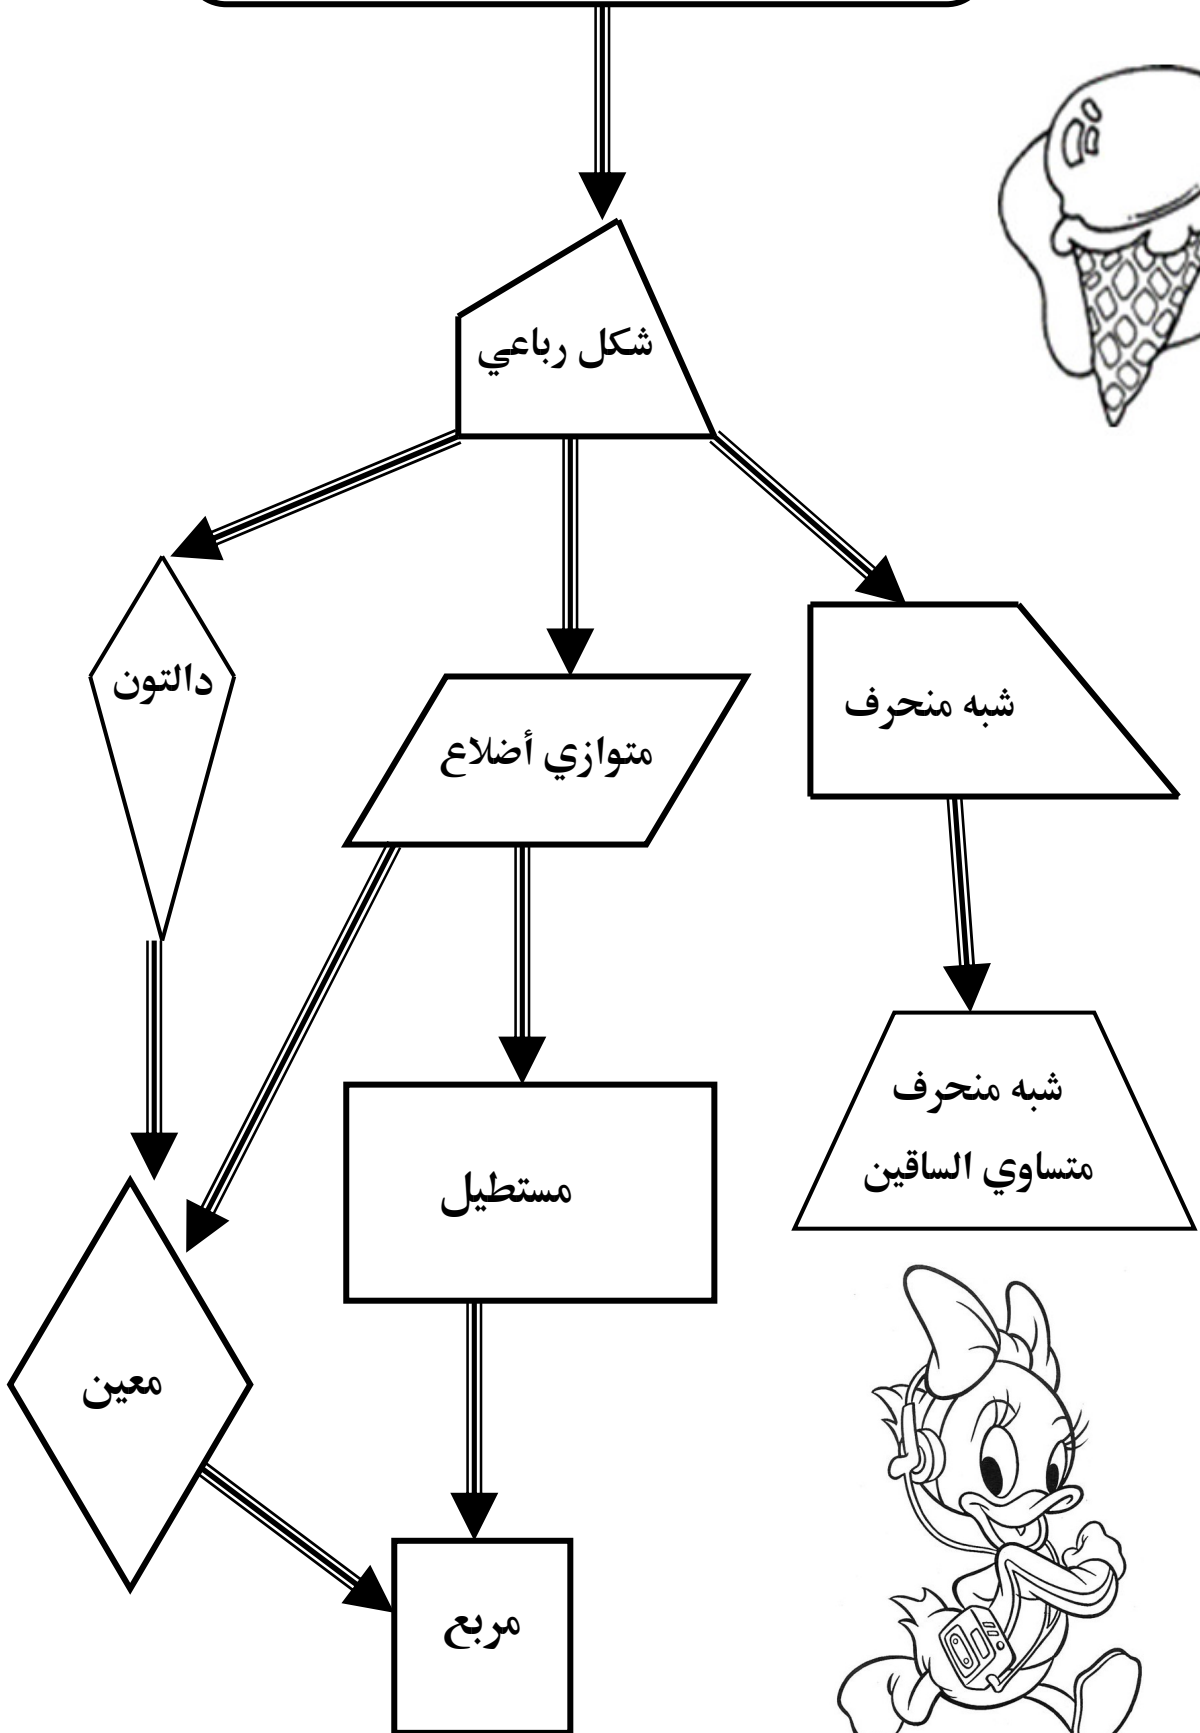 شكل رباعي
شبه منحرف
متوازي أضلاع
دالتون
شبه منحرف
متساوي الساقين
مستطيل
معين
مربع